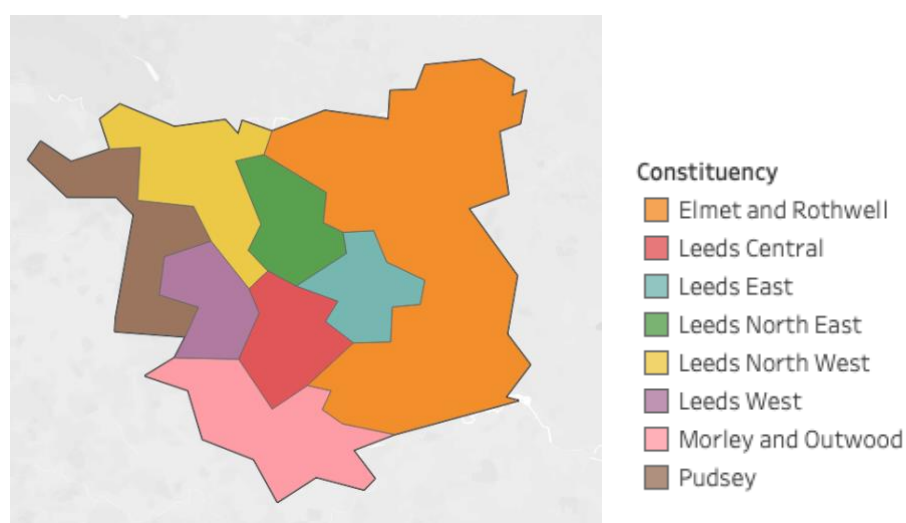 Constituency
Elmet and Rothwell
Leeds Central
Leeds East
Leeds North East
Leeds North West
Leeds West
Morley and Outwood
Pudsey